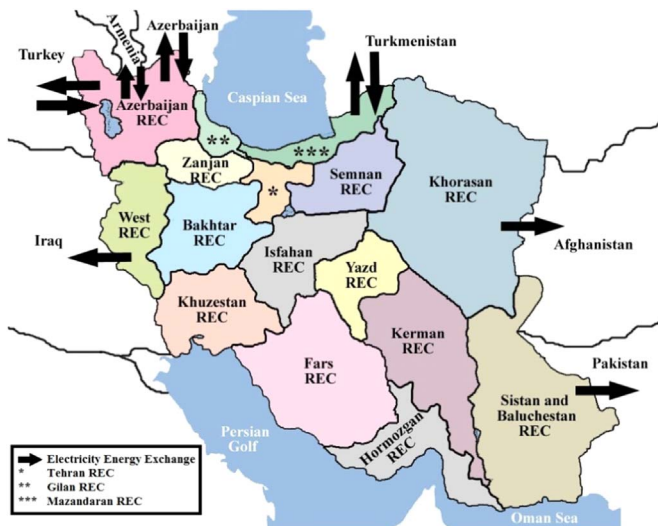 Azerbaijan
Armenia
Turkey
Turkmenistan
Caspian Sea
Azerbaijan
REC
**
***
Zanjan
REC
*
Semnan
REC
Khorasan
REC
West
REC
Bakhtar
REC
Iraq
Isfahan
REC
Yazd
REC
Afghanistan
Khuzestan
REC
Kerman
REC
Fars
REC
Pakistan
Sistan and
Baluchestan
REC
Persian
Golf
Hormozgan
REC
Oman Sea
Electricity Energy Exchange
* Tehran REC
** Gilan REC
*** Mazandaran REC